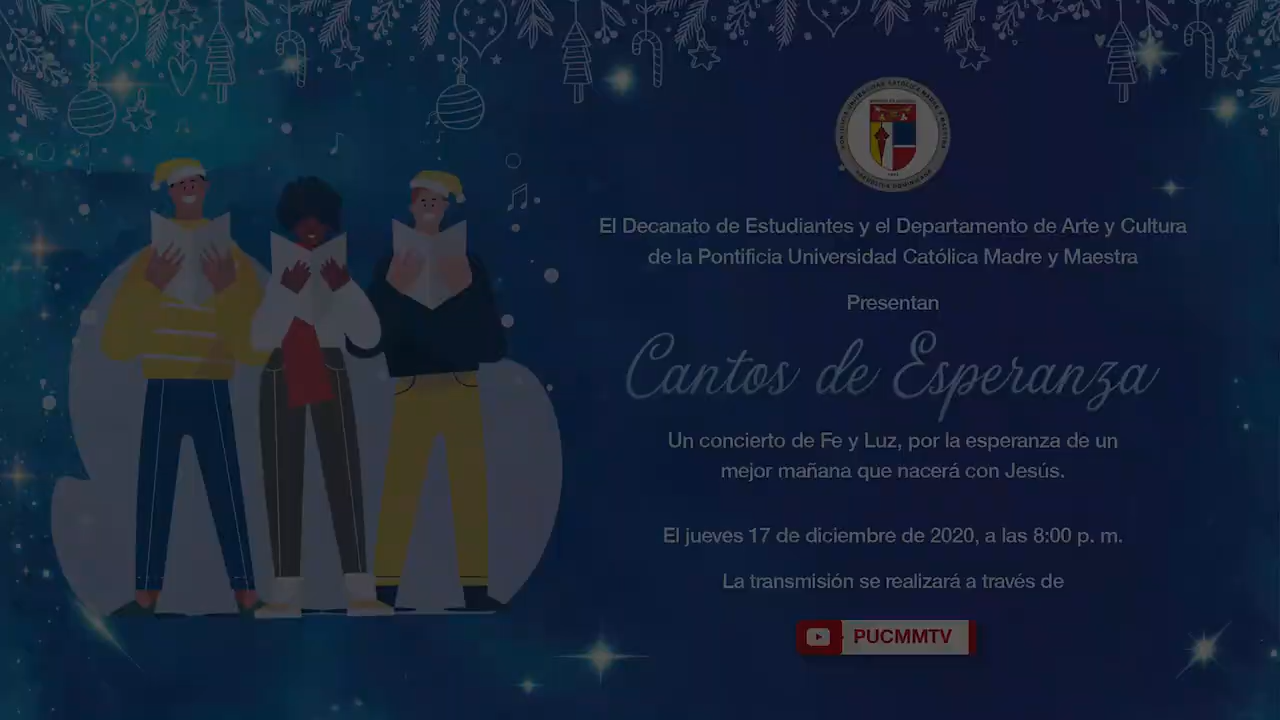 El Decanato de Estudiantes y el Departamento de Arte y Cultura
de la Pontificia Universidad Católica Madre y Maestra
Presentan
Cantos de Esperanza
Un concierto de Fe y Luz, por la esperanza de un
mejor mañana que nacerá con Jesús.
El jueves 17 de diciembre de 2020, a las 8:00 p. m.
La transmisión se realizará a través de
PUCMMTV